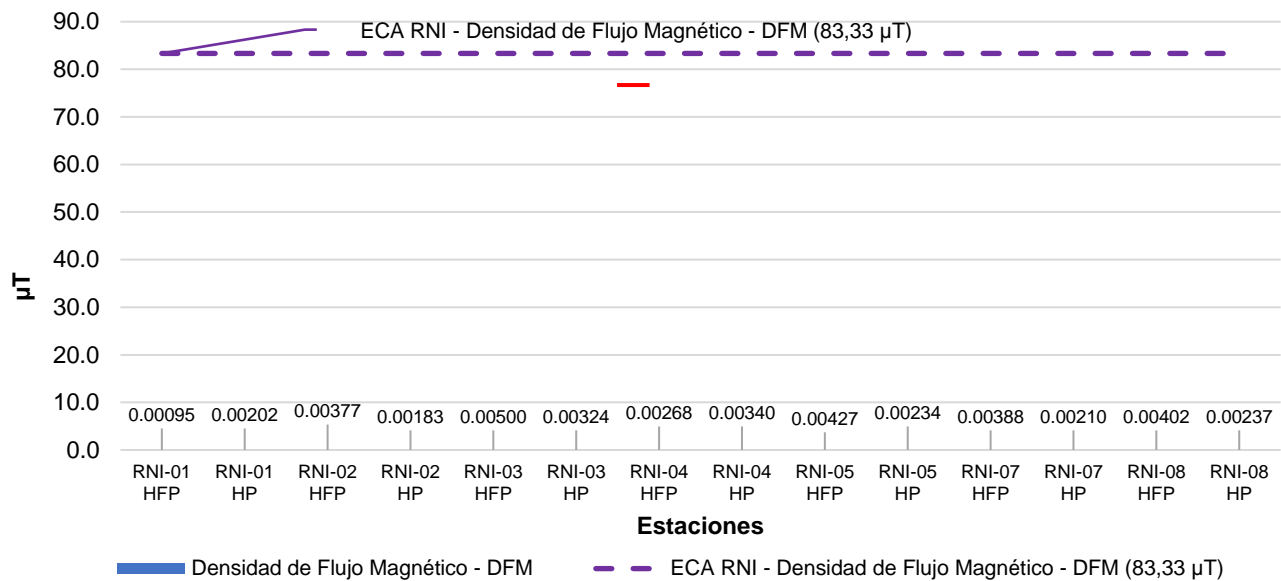 90.0
ECA RNI - Densidad de Flujo Magnético - DFM (83,33 µT)
80.0
70.0
60.0
50.0
40.0
30.0
20.0
10.0
0.0
µT
0.00095 0.00202 0.00377 0.00183 0.00500 0.00324 0.00268 0.00340 0.00427 0.00234 0.00388 0.00210 0.00402 0.00237
RNI-01 RNI-01 RNI-02 RNI-02 RNI-03 RNI-03 RNI-04 RNI-04 RNI-05 RNI-05 RNI-07 RNI-07 RNI-08 RNI-08
HFP HP HFP HP HFP HP HFP HP HFP HP HFP HP HFP HP
Estaciones
Densidad de Flujo Magnético - DFM ECA RNI - Densidad de Flujo Magnético - DFM (83,33 µT)